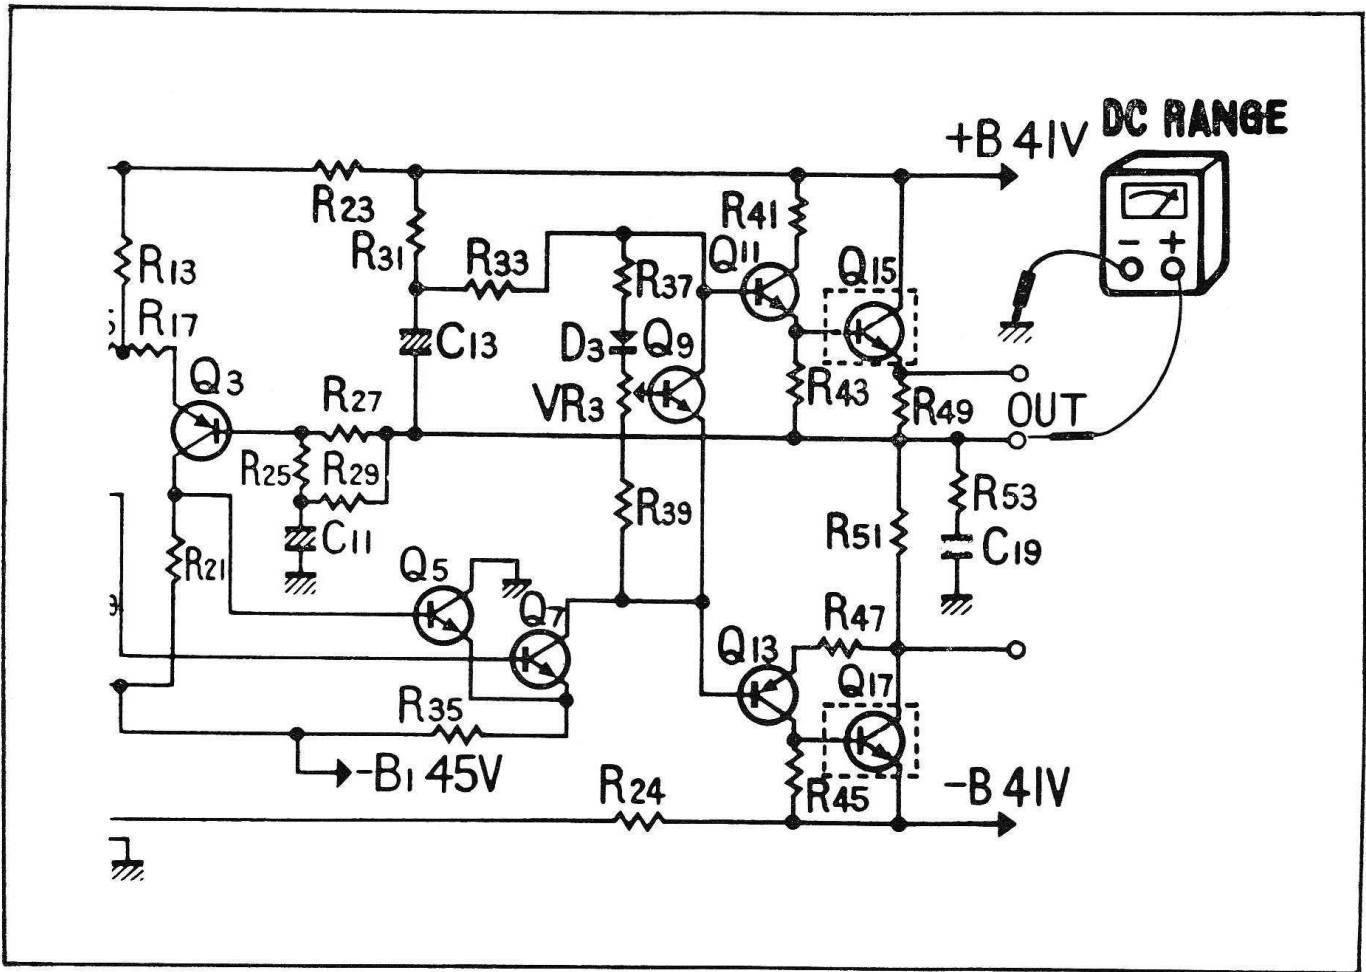 DC RANGE
+B 41V
R23
R41
R31
R33
Q11
R13
R37
Q15
− +
R17
C13
D3
Q9
Q3
VR3
R43
R27
R49
OUT
R25
R29
R39
R53
C11
R51
C19
R21
Q5
Q7
R47
Q13
Q17
R35
-B1 45V
R24
R45
-B 41V